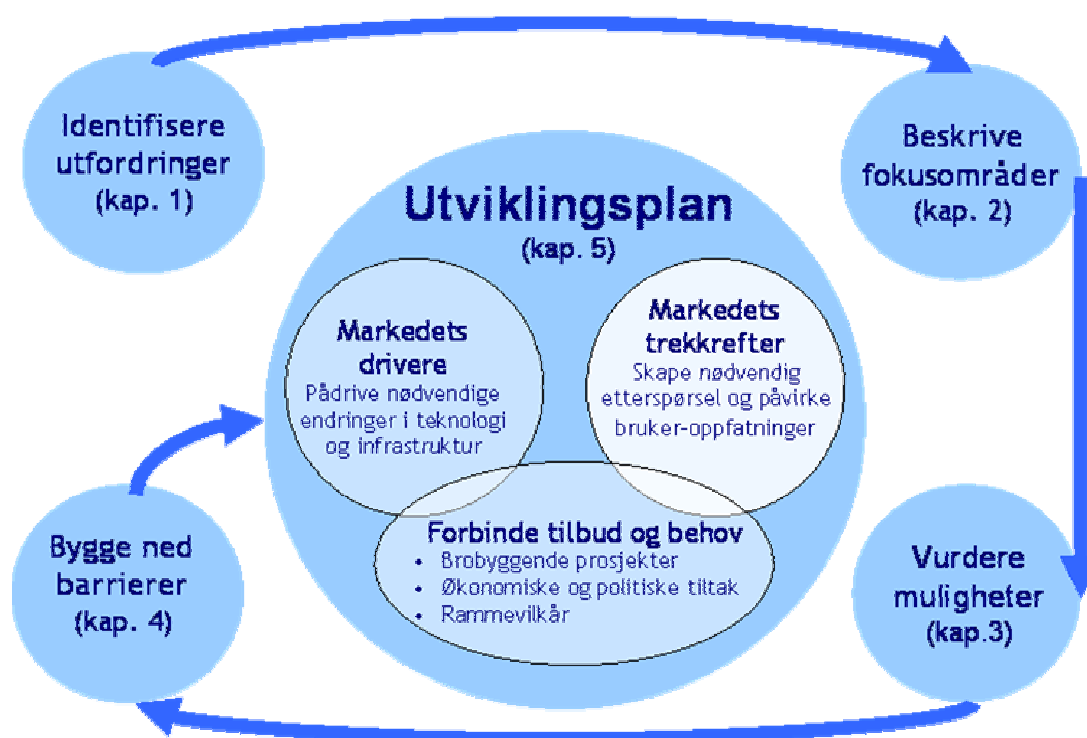 Identifisere
utfordringer
(kap. 1)
Beskrive
fokusområder
(kap. 2)
Utviklingsplan
(kap. 5)
Markedets
drivere
Pådrive nødvendige
endringer i teknologi
og infrastruktur
Markedets
trekkrefter
Skape nødvendig
etterspørsel og påvirke
bruker-oppfatninger
Forbinde tilbud og behov
• Brobyggende prosjekter
• Økonomiske og politiske tiltak
• Rammevilkår
Vurdere
muligheter
(kap.3)
Bygge ned
barrierer
(kap. 4)